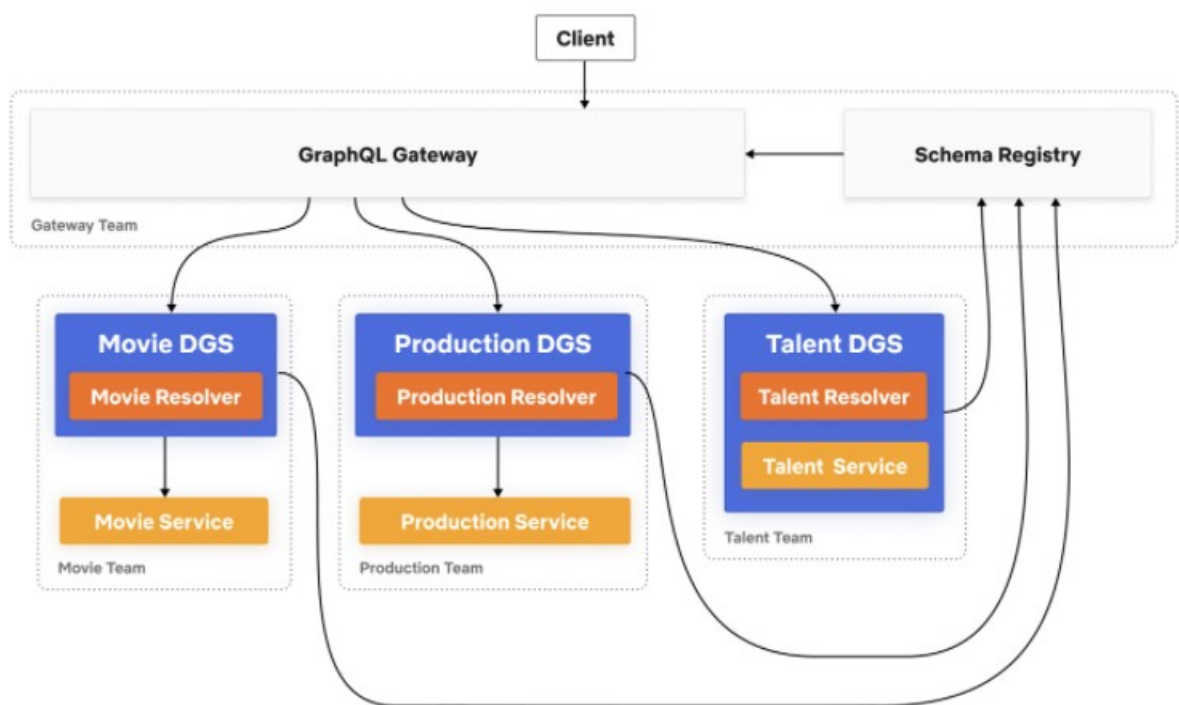 Client
GraphQL Gateway
Schema Registry
Gateway Team
Movie DGS
Movie Resolver
Movie Service
Movie Team
Production DGS
Production Resolver
Production Service
Production Team
Talent DGS
Talent Resolver
Talent Service
Talent Team